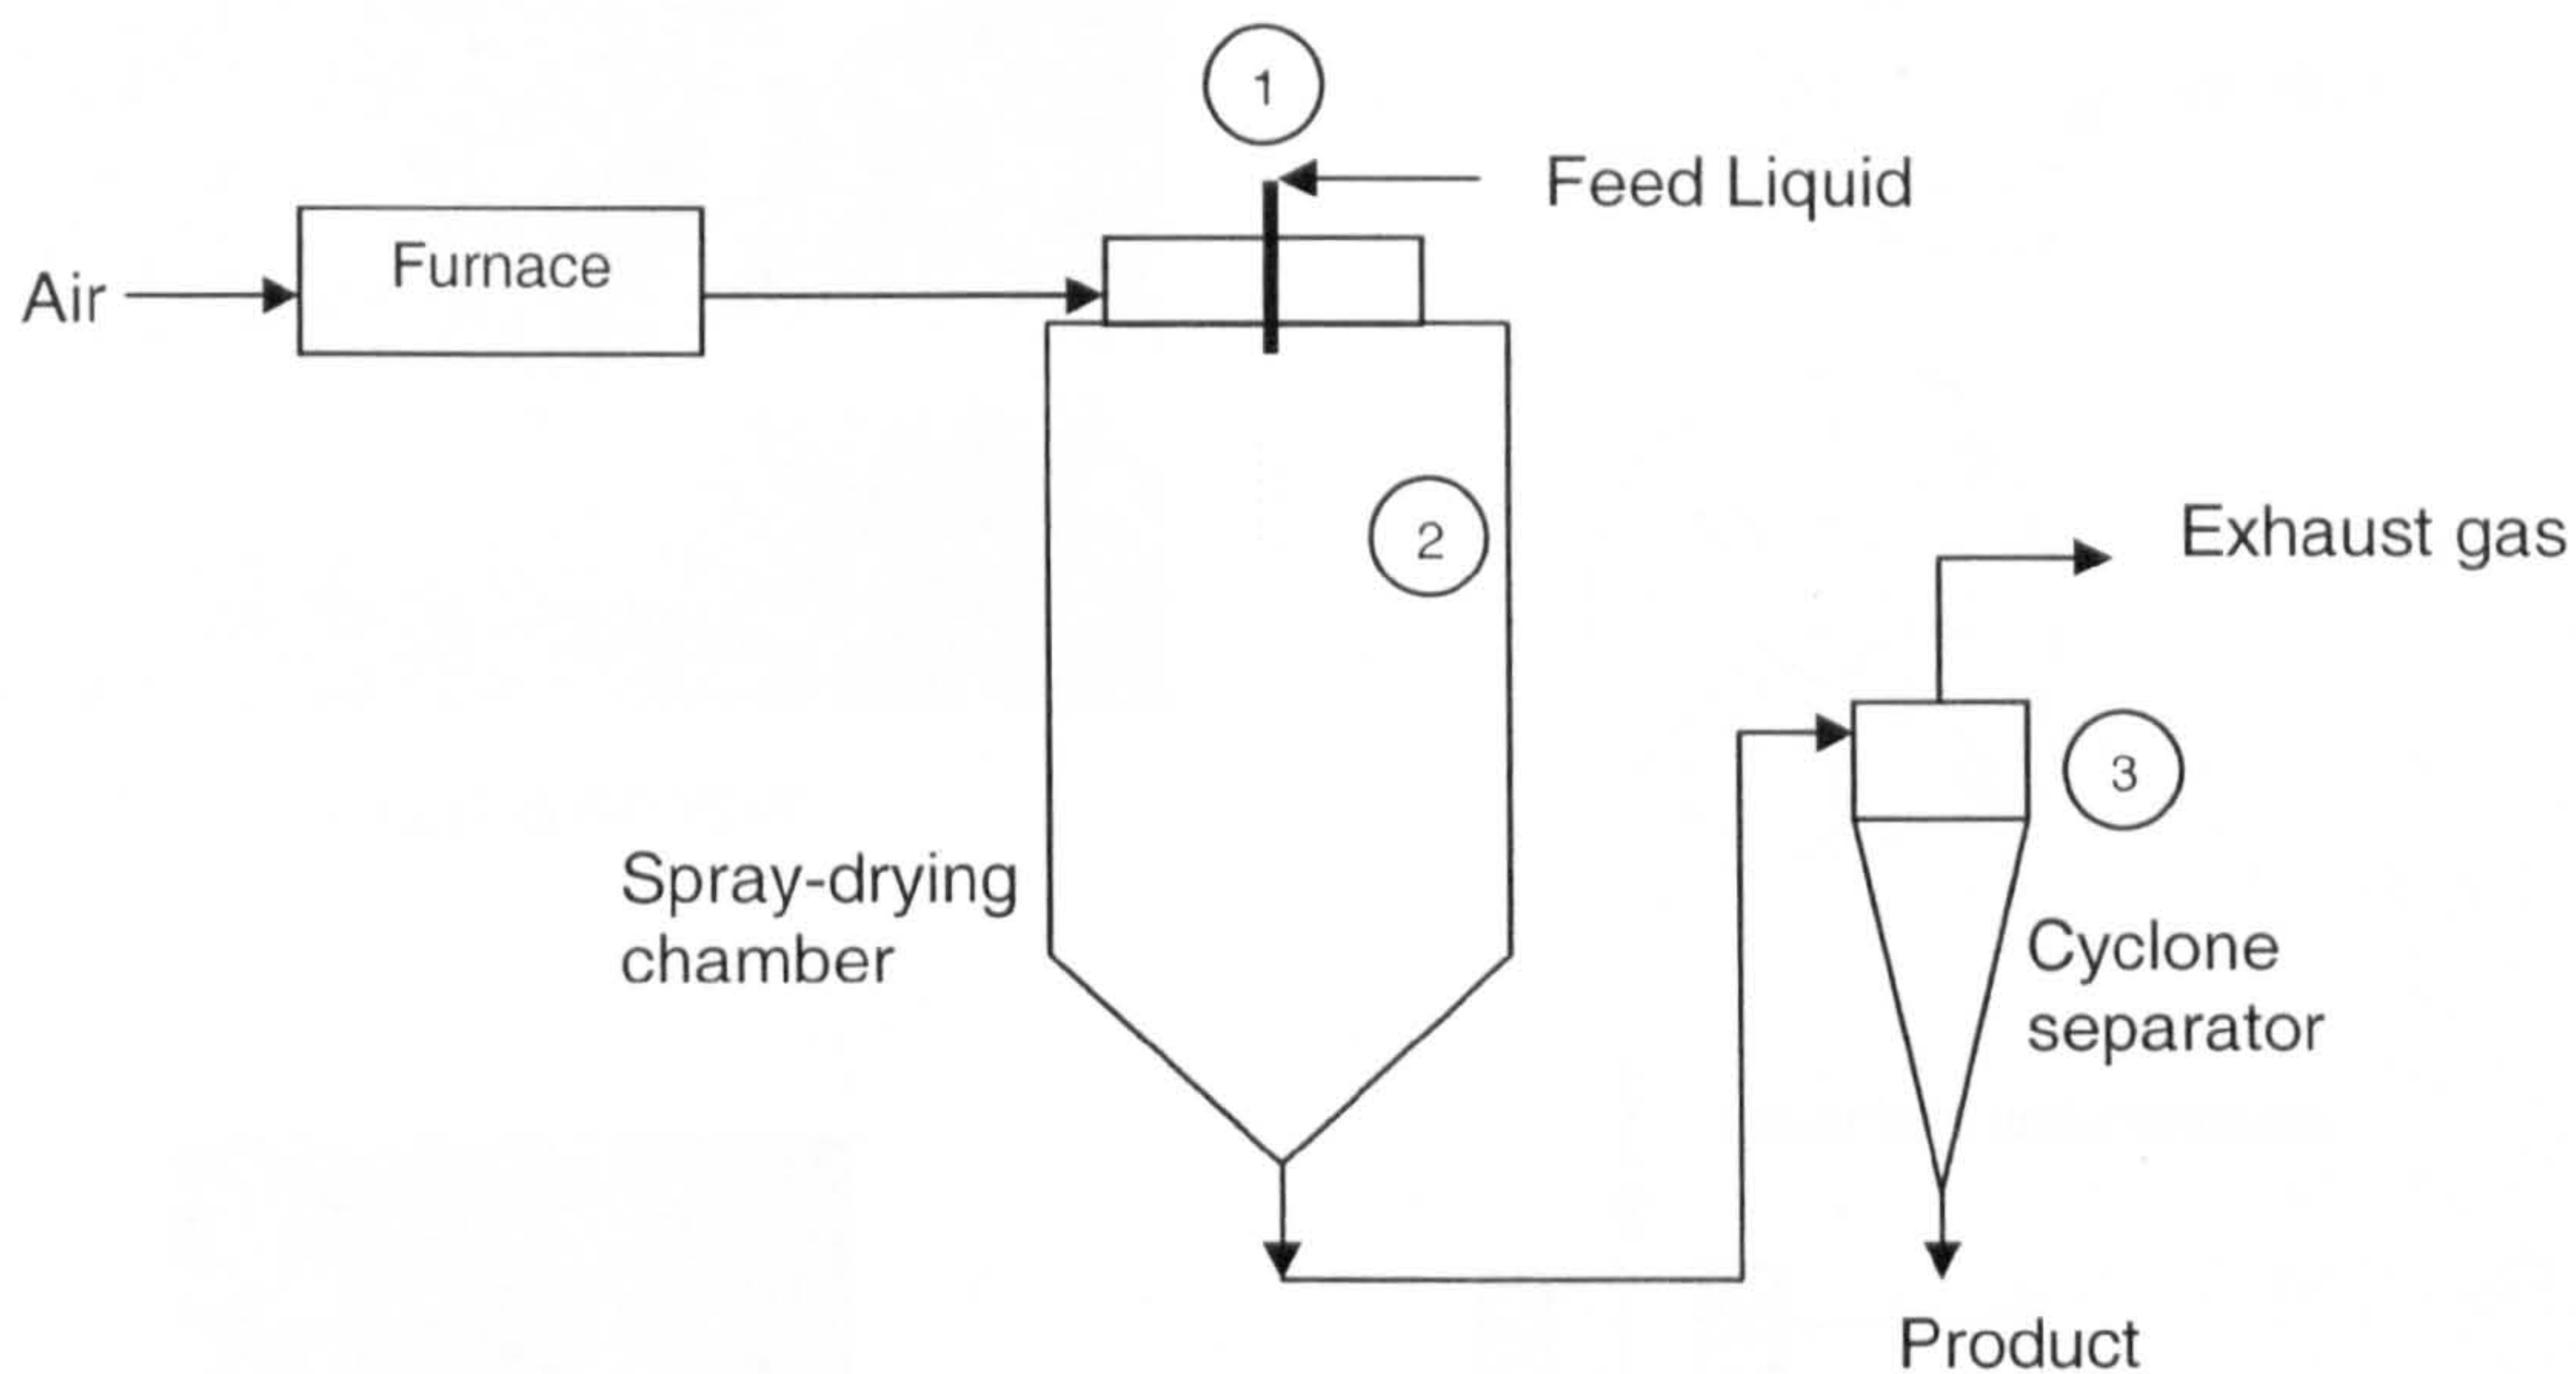 1
Feed Liquid
Furnace
Air
2
Exhaust gas
3
Spray-drying
chamber
Cyclone
separator
Product